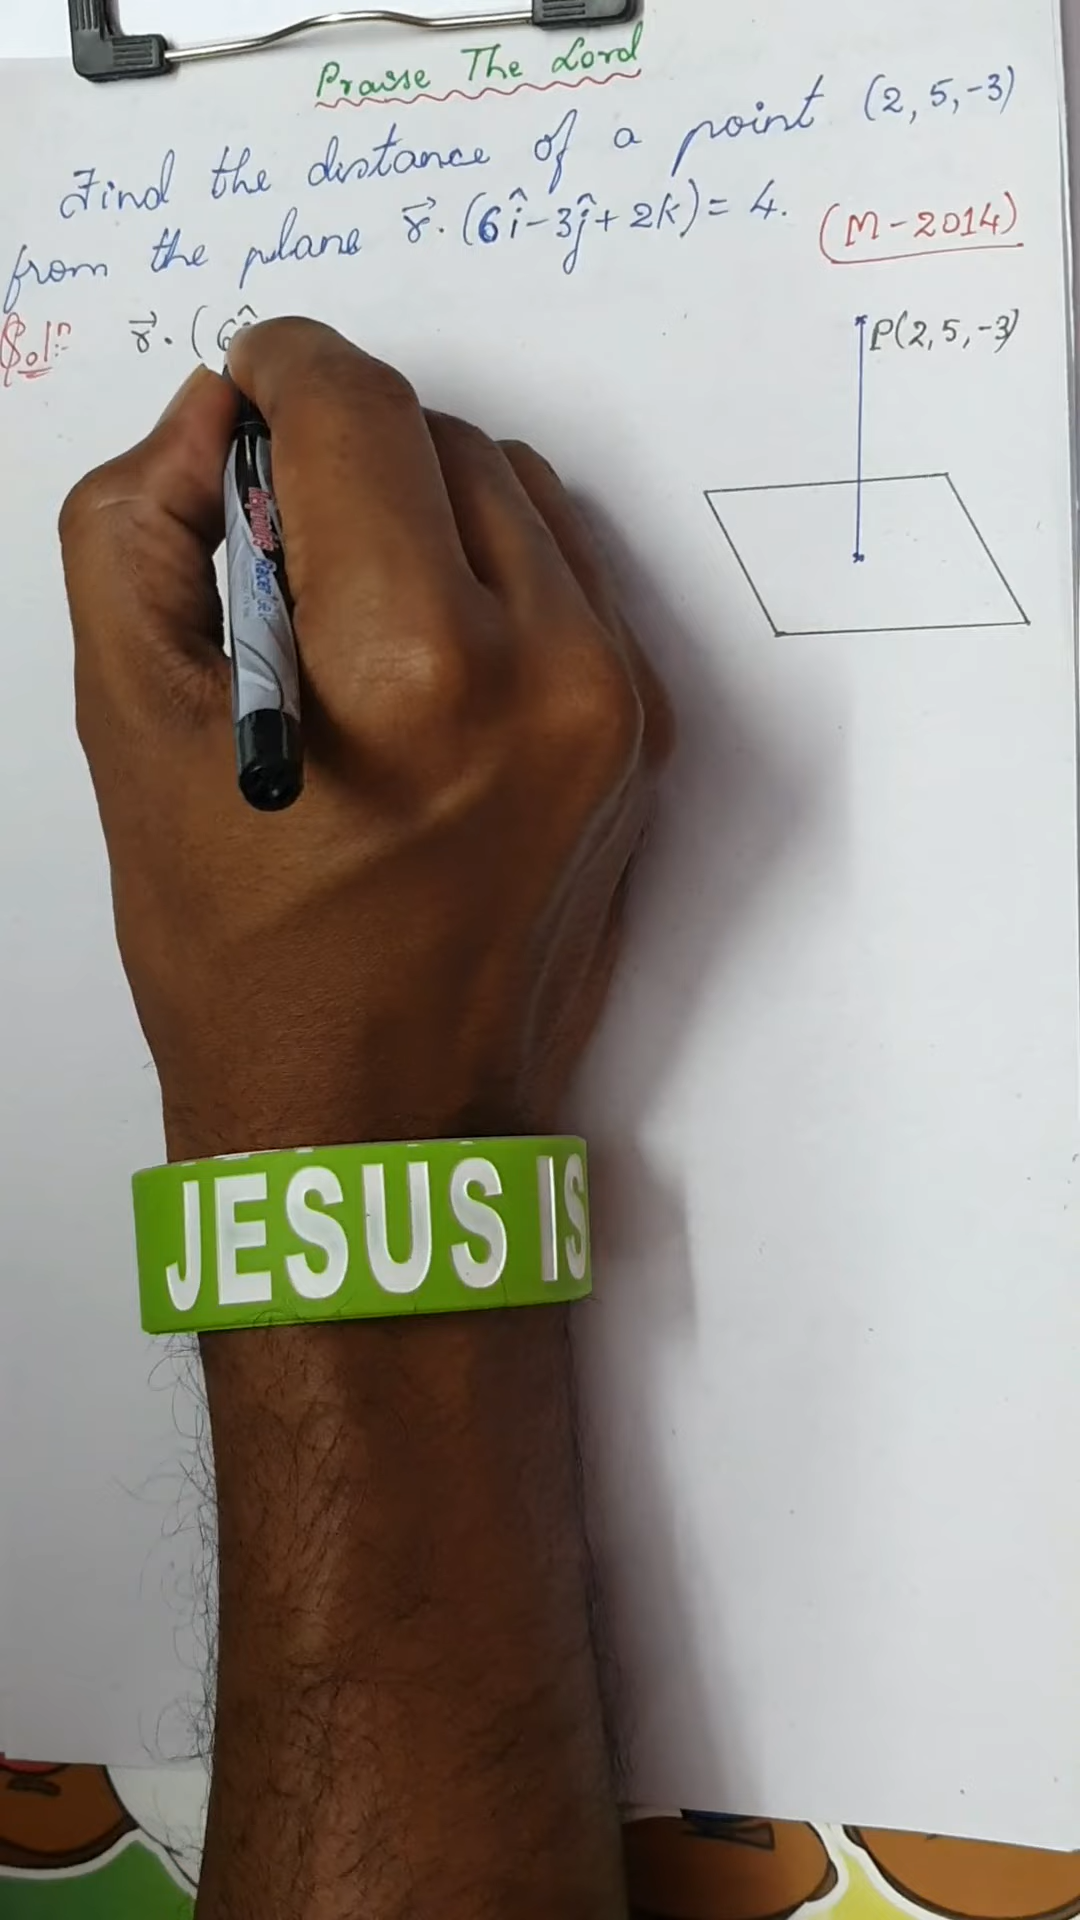 Praise The Lord
Find the distance of a point (2, 5, -3)
from the plane r⃗. (6î - 3ĵ + 2k) = 4.
(M-2014)
Sol:-
r⃗. (6î
P(2, 5, -3)
JESUS IS